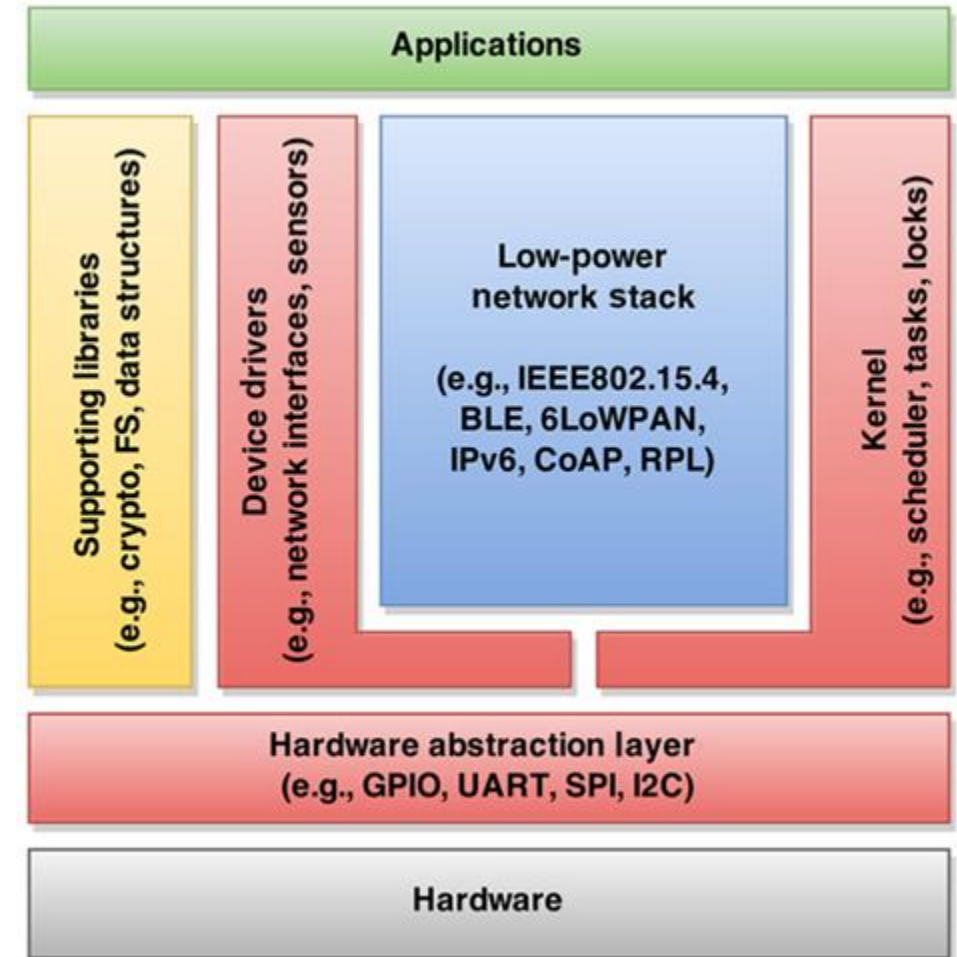 Applications
Supporting libraries
(e.g., crypto, FS, data structures)
Device drivers
(e.g., network interfaces, sensors)
Low-power
network stack
(e.g., IEEE802.15.4,
BLE, 6LoWPAN,
IPv6, CoAP, RPL)
Kernel
(e.g., scheduler, tasks, locks)
Hardware abstraction layer
(e.g., GPIO, UART, SPI, I2C)
Hardware